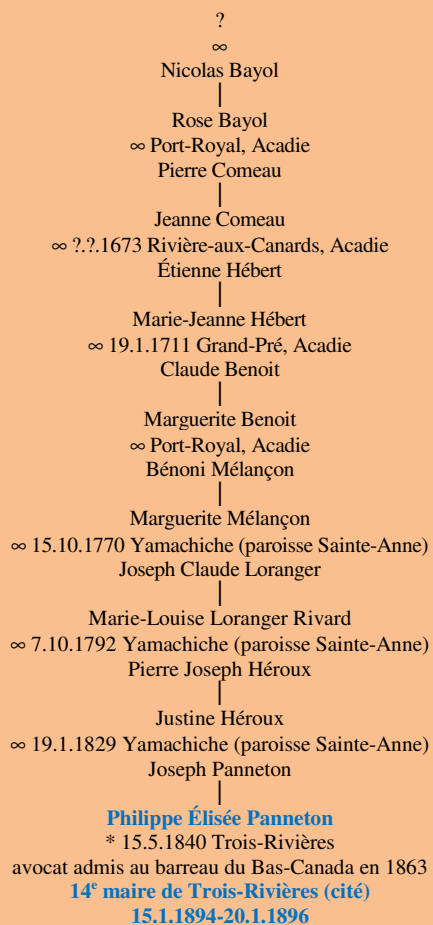 ?
∞
Nicolas Bayol
Rose Bayol
∞ Port-Royal, Acadie
Pierre Comeau
Jeanne Comeau
∞ ?.?.1673 Rivière-aux-Canards, Acadie
Étienne Hébert
Marie-Jeanne Hébert
∞ 19.1.1711 Grand-Pré, Acadie
Claude Benoit
Marguerite Benoit
∞ Port-Royal, Acadie
Bénoni Mélançon
Marguerite Mélançon
∞ 15.10.1770 Yamachiche (paroisse Sainte-Anne)
Joseph Claude Loranger
Marie-Louise Loranger Rivard
∞ 7.10.1792 Yamachiche (paroisse Sainte-Anne)
Pierre Joseph Héroux
Justine Héroux
∞ 19.1.1829 Yamachiche (paroisse Sainte-Anne)
Joseph Panneton
Philippe Élisée Panneton
* 15.5.1840 Trois-Rivières
avocat admis au barreau du Bas-Canada en 1863
14e maire de Trois-Rivières (cité)
15.1.1894-20.1.1896